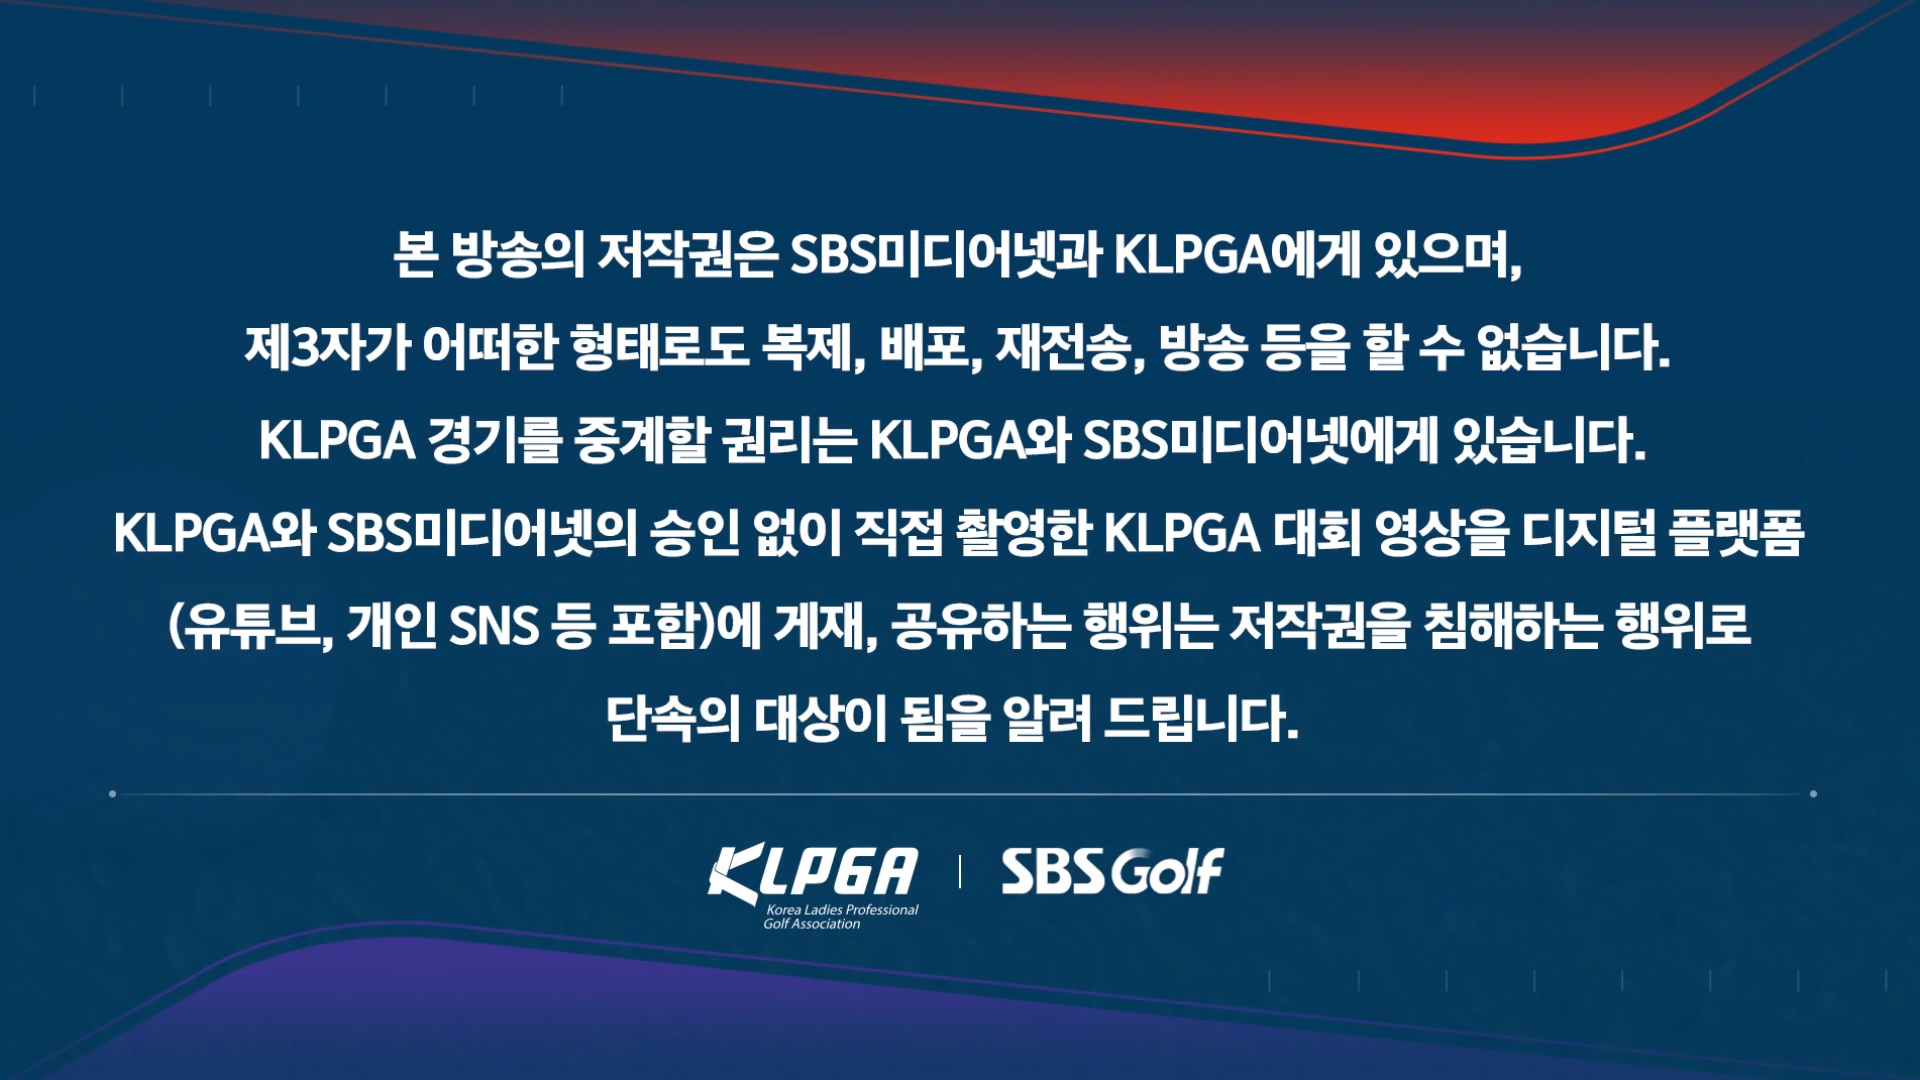 본 방송의 저작권은 SBS미디어넷과 KLPGA에게 있으며,
제3자가 어떠한 형태로도 복제, 배포, 재전송, 방송 등을 할 수 없습니다.
KLPGA 경기를 중계할 권리는 KLPGA와 SBS미디어넷에게 있습니다.
KLPGA와 SBS미디어넷의 승인 없이 직접 촬영한 KLPGA 대회 영상을 디지털 플랫폼
(유튜브, 개인 SNS 등 포함)에 게재, 공유하는 행위는 저작권을 침해하는 행위로
단속의 대상이 됨을 알려 드립니다.
KLPGA
Korea Ladies Professional
Golf Association
SBS Golf